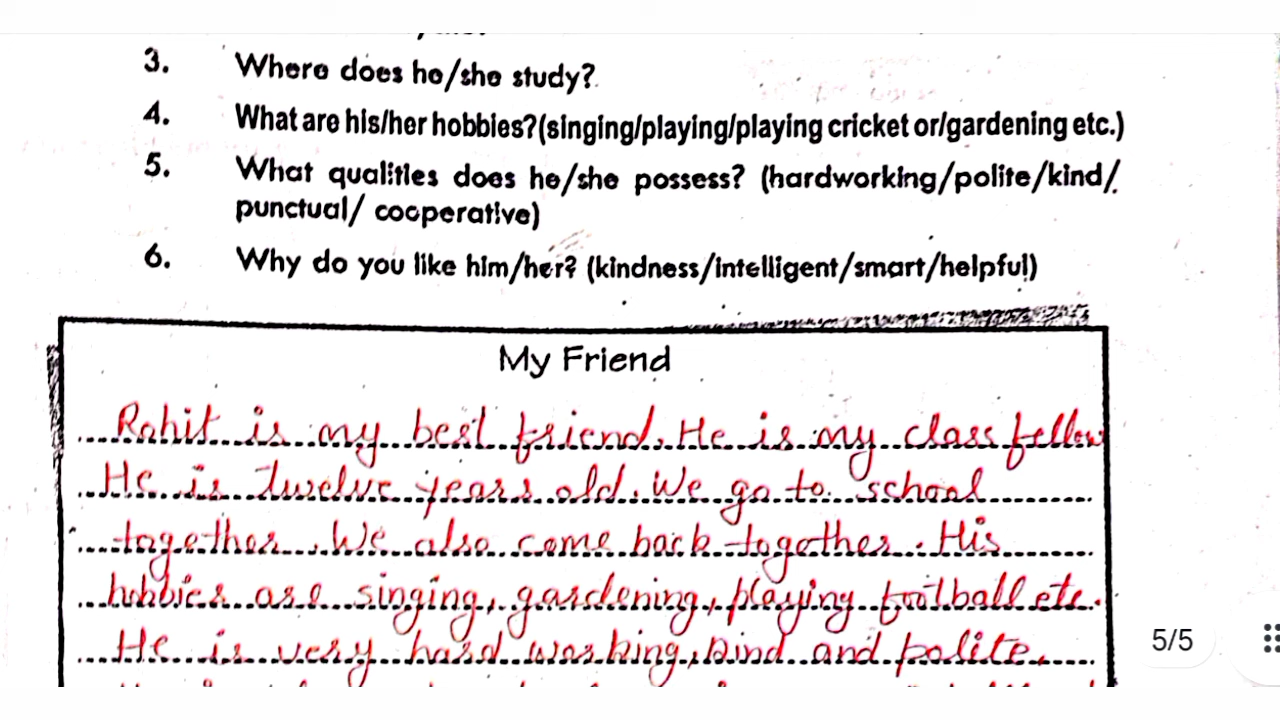 3. Where does he/she study?
4. What are his/her hobbies?(singing/playing/playing cricket or/gardening etc.)
5. What qualities does he/she possess? (hardworking/polite/kind/
punctual/ cooperative)
6. Why do you like him/her? (kindness/intelligent/smart/helpful)
My Friend
Rohit is my best friend. He is my class fellow
He is twelve years old. We go to school
together. We also come back together. His
hobbies are singing, gardening, playing football etc.
He is very hard working, kind and polite.
5/5